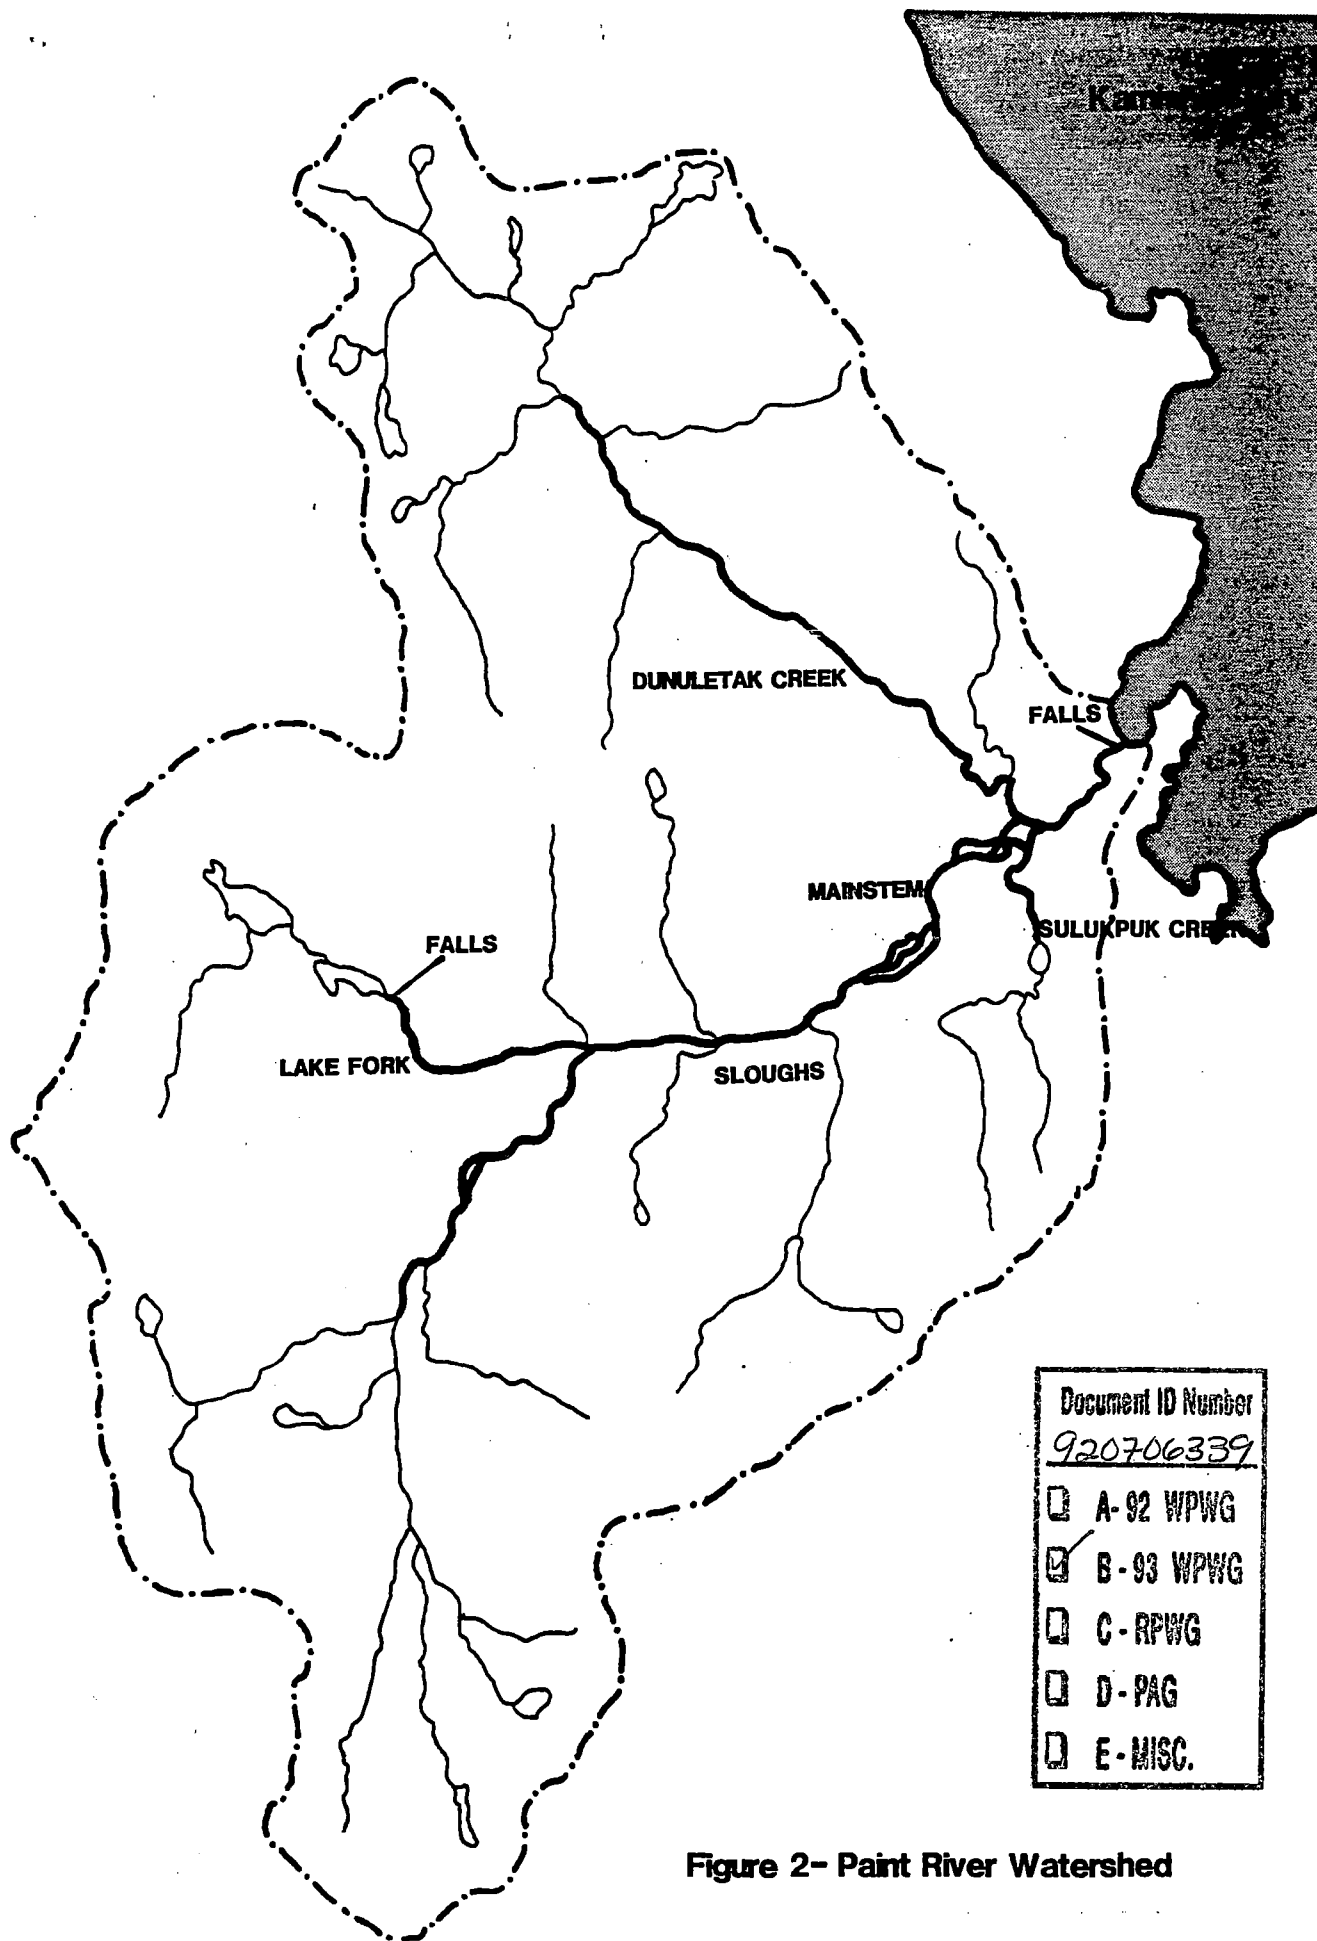 DUNULETAK CREEK
FALLS
MAINSTEM
SULUKPUK CREEK
FALLS
LAKE FORK
SLOUGHS
Document ID Number
920706339
A-92 WPWG
B-93 WPWG
C-RPWG
D-PAG
E-MISC.
Figure 2- Paint River Watershed